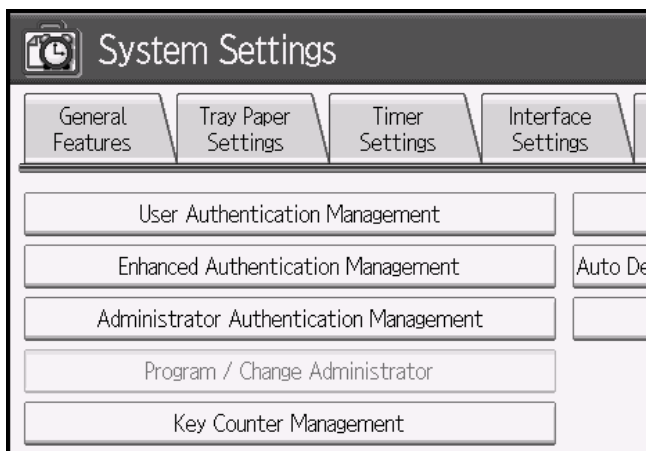 System Settings
General
Features
Tray Paper
Settings
Timer
Settings
Interface
Settings
User Authentication Management
Enhanced Authentication Management
Auto
Administrator Authentication Management
Program / Change Administrator
Key Counter Management